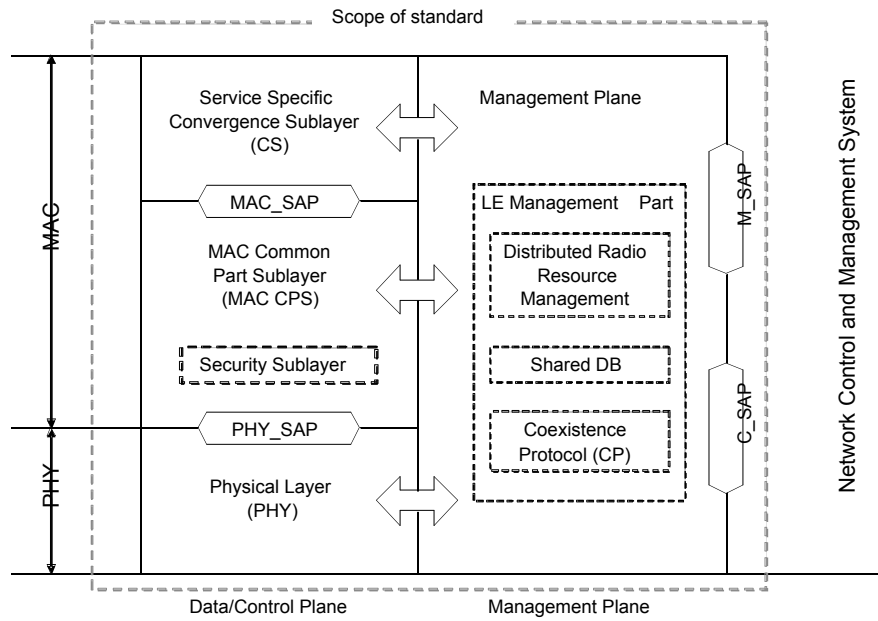 Scope of standard
Service Specific
Convergence Sublayer
(CS)
Management Plane
MAC_SAP
LE Management Part
MAC Common
Part Sublayer
(MAC CPS)
Distributed Radio
Resource
Management
Security Sublayer
Shared DB
PHY_SAP
Coexistence
Protocol (CP)
Physical Layer
(PHY)
MAC
PHY
M_SAP
C_SAP
Network Control and Management System
Data/Control Plane
Management Plane